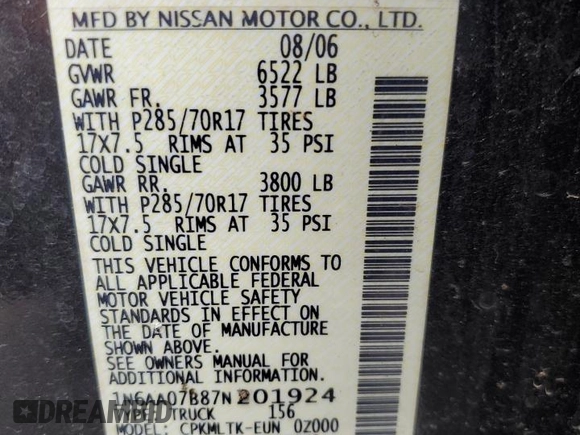 MFD BY NISSAN MOTOR CO., LTD.
DATE 08/06
GVWR 6522 LB
GAWR FR. 3577 LB
WITH P285/70R17 TIRES
17X7.5 RIMS AT 35 PSI
COLD SINGLE
GAWR RR. 3800 LB
WITH P285/70R17 TIRES
17X7.5 RIMS AT 35 PSI
COLD SINGLE
THIS VEHICLE CONFORMS TO
ALL APPLICABLE FEDERAL
MOTOR VEHICLE SAFETY
STANDARDS IN EFFECT ON
THE DATE OF MANUFACTURE
SHOWN ABOVE.
SEE OWNERS MANUAL FOR
ADDITIONAL INFORMATION.
1N6AA07B87N201924
TYPE: TRUCK 156
MODEL: CPKMLTK-EUN 0Z000
DREAMBID